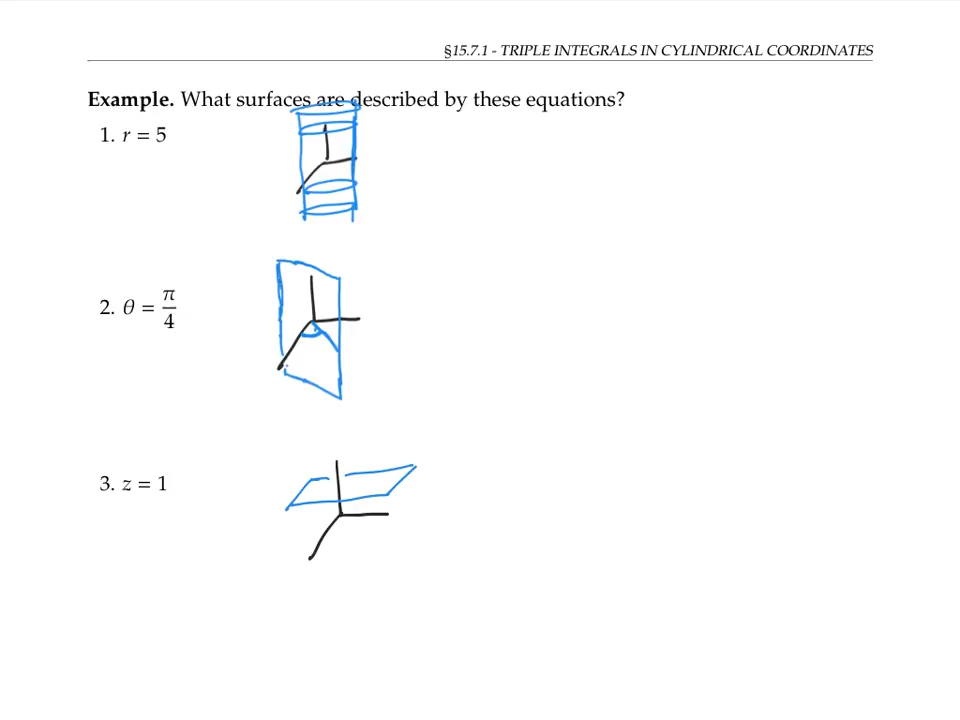 §15.7.1 - TRIPLE INTEGRALS IN CYLINDRICAL COORDINATES
Example. What surfaces are described by these equations?
1. r = 5
2. θ = π/4
3. z = 1